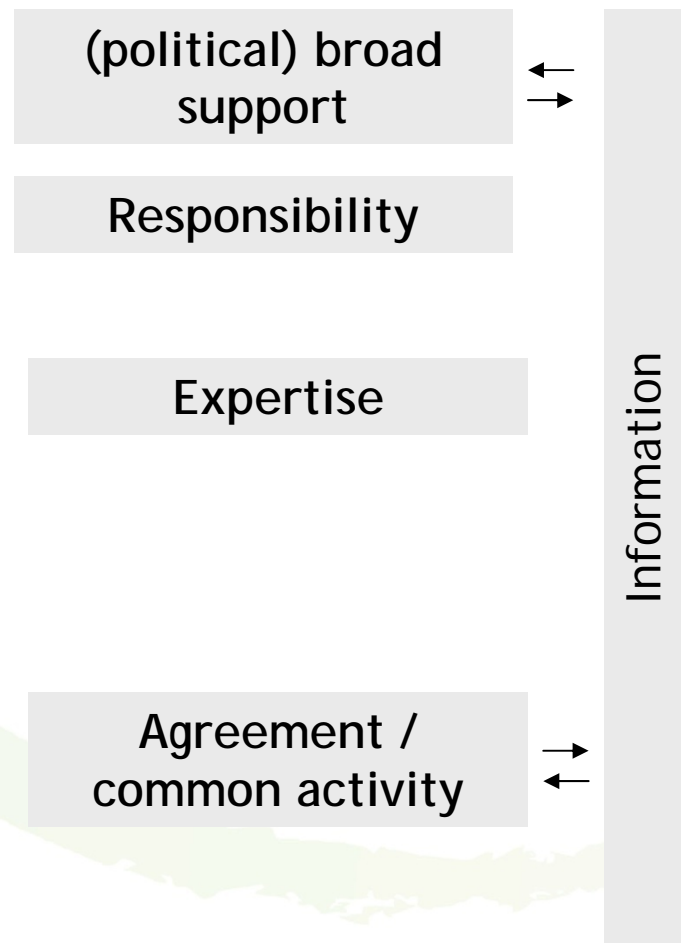 (political) broad
support
Responsibility
Expertise
Information
Agreement /
common activity